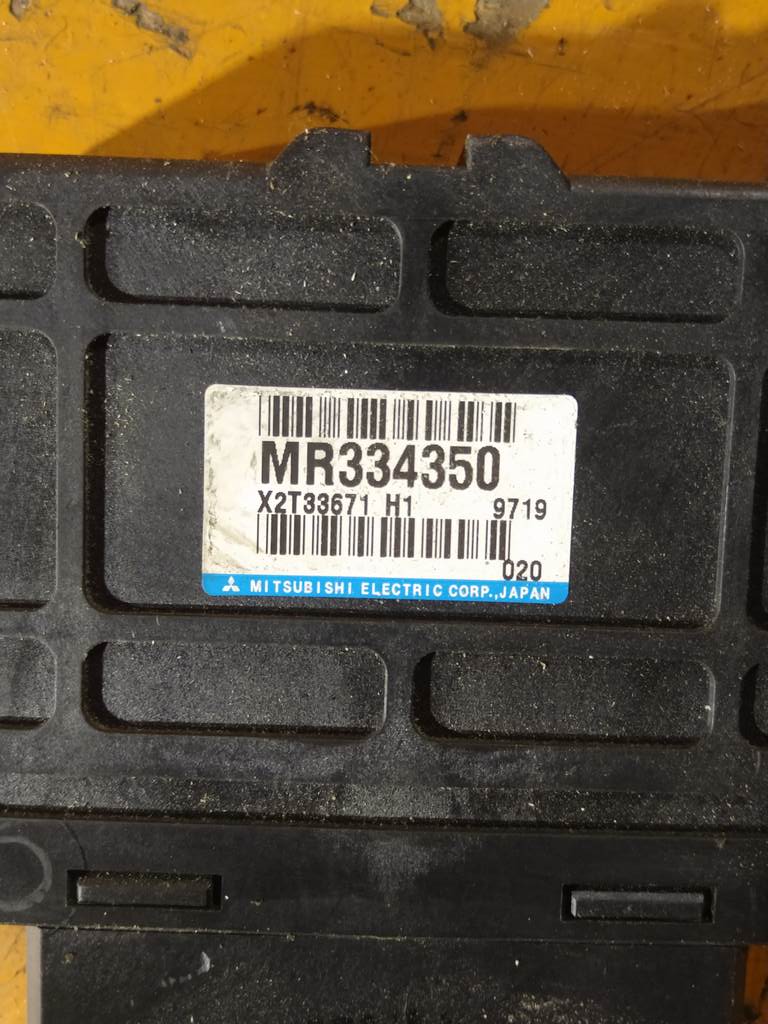 MR334350
X2T33671 H1 9719
020
MITSUBISHI ELECTRIC CORP.,JAPAN